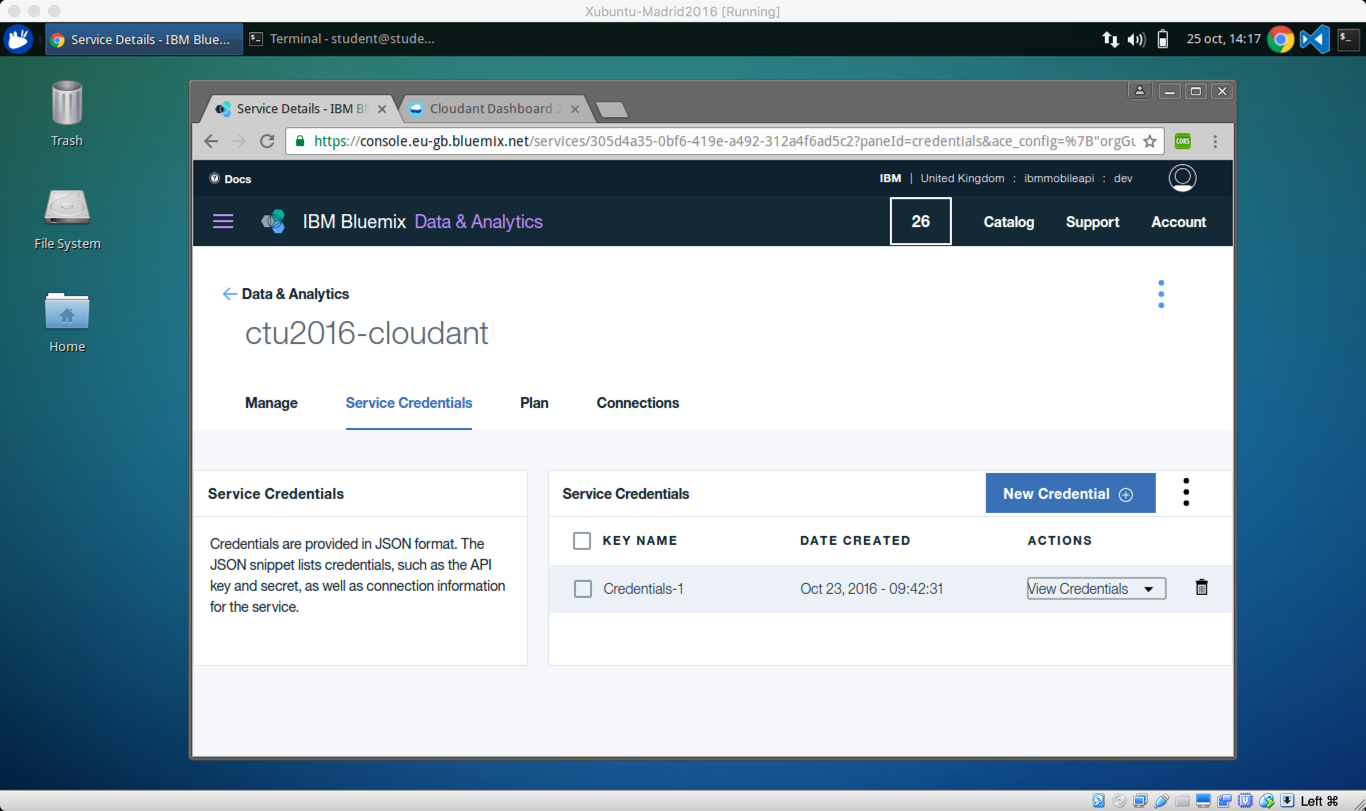 Xubuntu-Madrid2016 [Running]
Service Details - IBM Blue...
Terminal - student@stude...
25 oct, 14:17
Trash
File System
Home
Service Details - IBM Bl
Cloudant Dashboard
https://console.eu-gb.bluemix.net/services/305d4a35-0bf6-419e-a492-312a4f6ad5c2?paneId=credentials&ace_config=%7B"orgGu
CORS
Docs
IBM | United Kingdom : ibmmobileapi : dev
IBM Bluemix Data & Analytics
26
Catalog
Support
Account
Data & Analytics
ctu2016-cloudant
Manage
Service Credentials
Plan
Connections
Service Credentials
Credentials are provided in JSON format. The
JSON snippet lists credentials, such as the API
key and secret, as well as connection information
for the service.
Service Credentials
New Credential
KEY NAME
DATE CREATED
ACTIONS
Credentials-1
Oct 23, 2016 - 09:42:31
View Credentials
Left ⌘